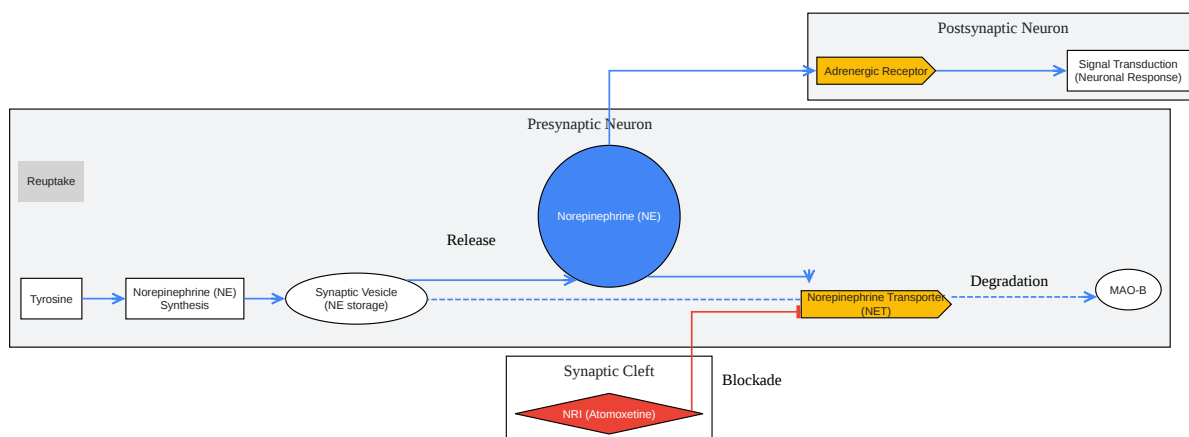 Postsynaptic Neuron
Adrenergic Receptor
Signal Transduction
(Neuronal Response)
Presynaptic Neuron
Reuptake
Norepinephrine (NE)
Release
Tyrosine
Norepinephrine (NE)
Synthesis
Synaptic Vesicle
(NE storage)
Norepinephrine Transporter
(NET)
Degradation
MAO-B
Synaptic Cleft
Blockade
NRI (Atomoxetine)